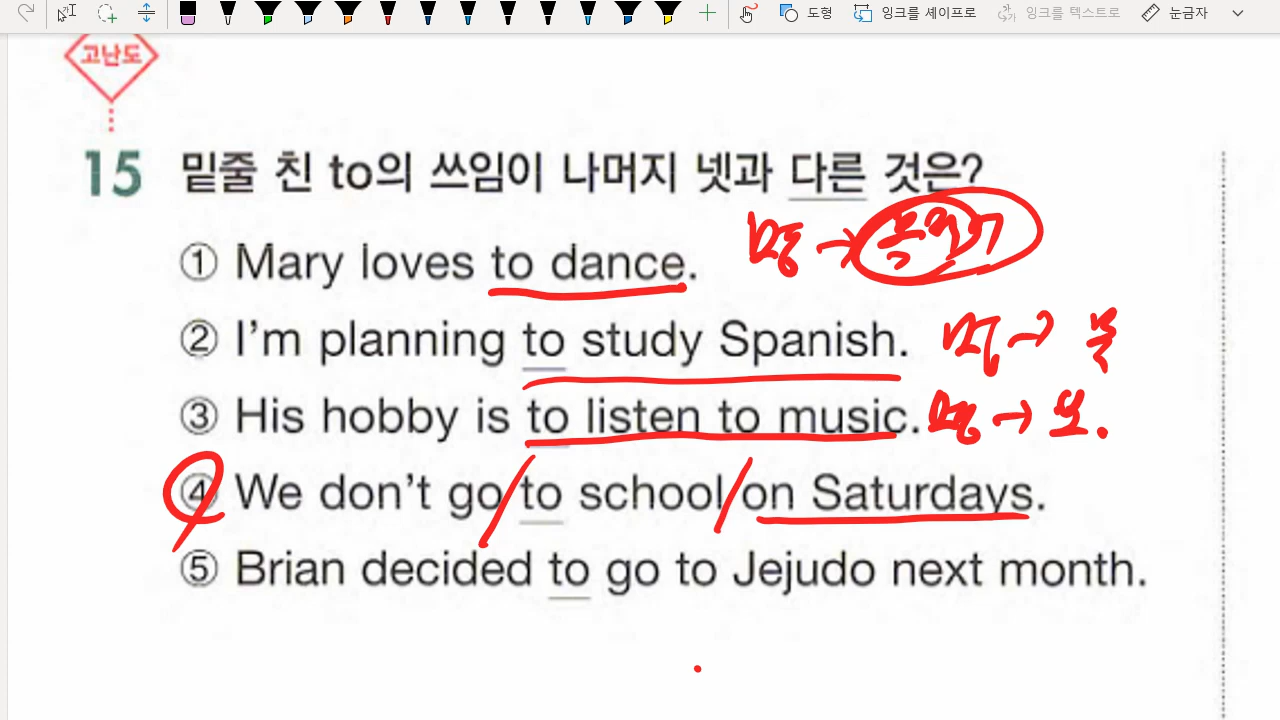 도형 잉크를 셰이프로 잉크를 텍스트로 눈금자
고난도
15 밑줄 친 to의 쓰임이 나머지 넷과 다른 것은?
① Mary loves to dance.
명 → 목적어
② I'm planning to study Spanish.
명 → 목
③ His hobby is to listen to music.
명 → 보.
④ We don't go to school on Saturdays.
⑤ Brian decided to go to Jejudo next month.